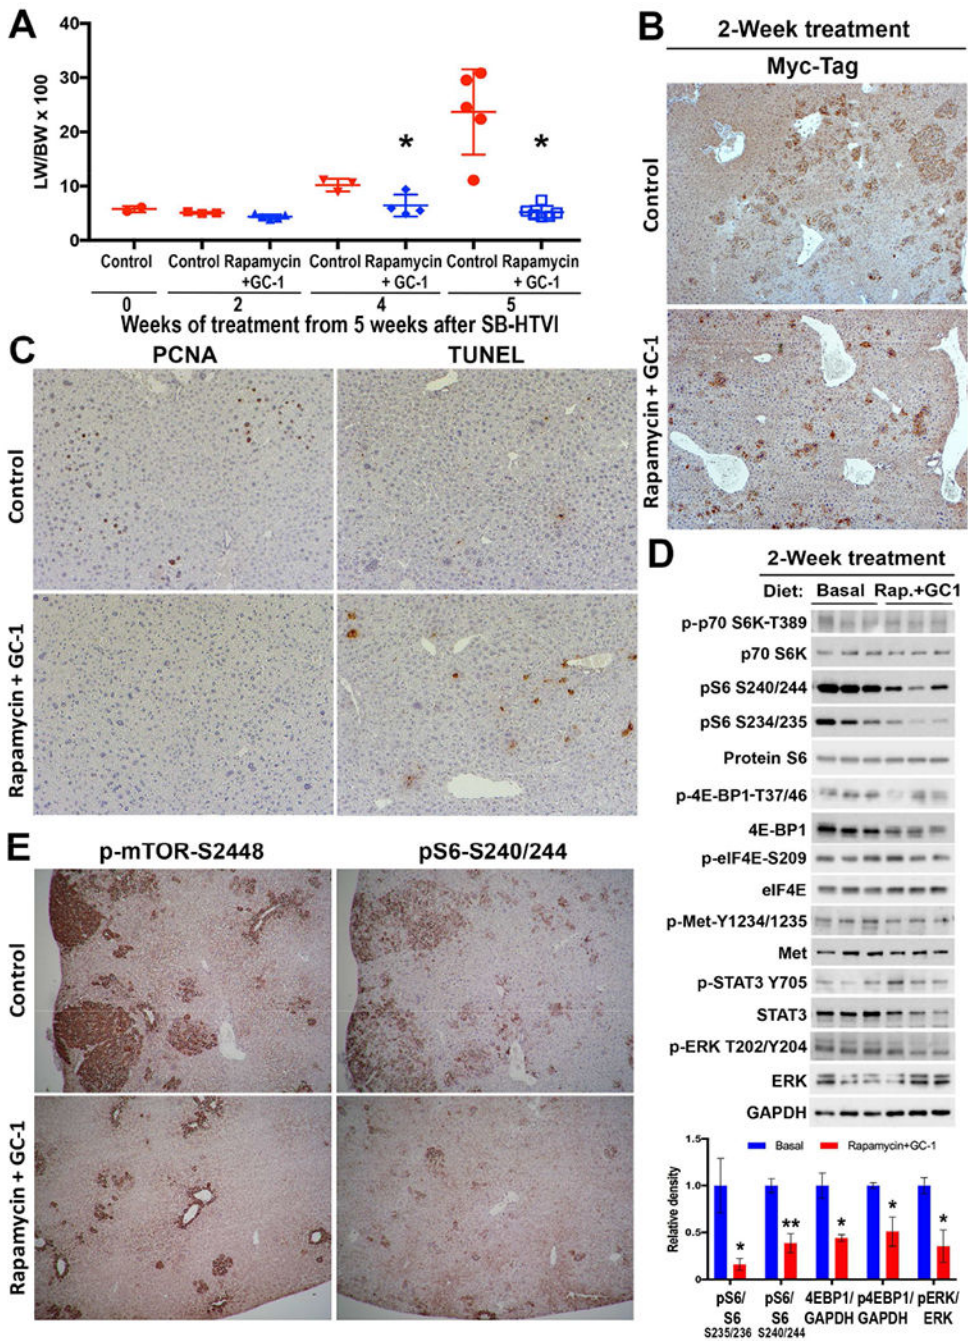 A
40
30
20
10
0
LW/BW x 100
*
*
Control
Control
Rapamycin
+GC-1
Control
Rapamycin
+ GC-1
Control
Rapamycin
+ GC-1
0
2
4
5
Weeks of treatment from 5 weeks after SB-HTVI
B
2-Week treatment
Myc-Tag
Control
Rapamycin + GC-1
C
PCNA
TUNEL
Control
Rapamycin + GC-1
D
2-Week treatment
Diet: Basal Rap.+GC1
p-p70 S6K-T389
p70 S6K
pS6 S240/244
pS6 S234/235
Protein S6
p-4E-BP1-T37/46
4E-BP1
p-eIF4E-S209
eIF4E
p-Met-Y1234/1235
Met
p-STAT3 Y705
STAT3
p-ERK T202/Y204
ERK
GAPDH
1.5
1.0
0.5
0
Relative density
Basal
Rapamycin+GC-1
*
**
*
*
*
pS6/
S6
S235/236
pS6/
S6
S240/244
4EBP1/
GAPDH
p4EBP1/
GAPDH
pERK/
ERK
E
p-mTOR-S2448
pS6-S240/244
Control
Rapamycin + GC-1